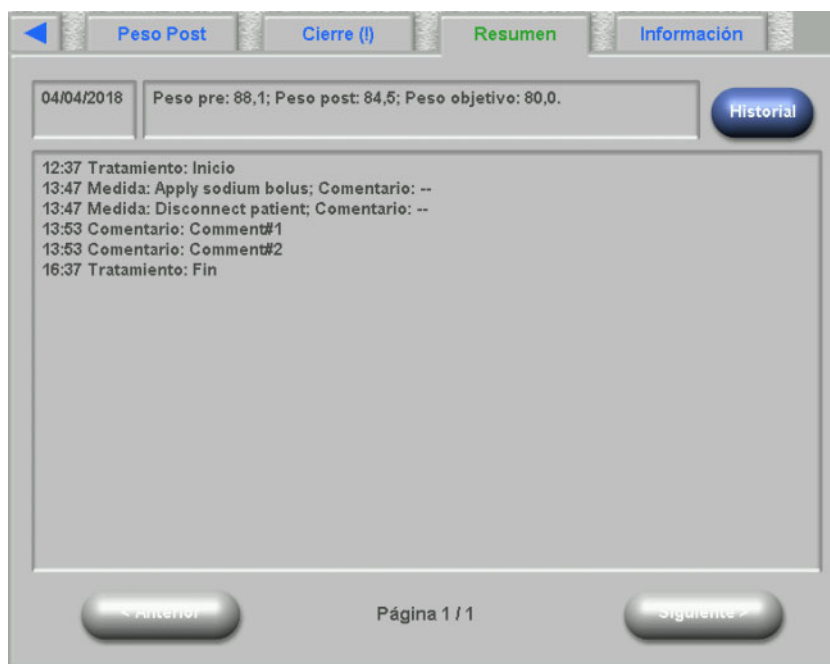 Peso Post
Cierre (!)
Resumen
Información
04/04/2018
Peso pre: 88,1; Peso post: 84,5; Peso objetivo: 80,0.
Historial
12:37 Tratamiento: Inicio
13:47 Medida: Apply sodium bolus; Comentario: --
13:47 Medida: Disconnect patient; Comentario: --
13:53 Comentario: Comment#1
13:53 Comentario: Comment#2
16:37 Tratamiento: Fin
< Anterior
Página 1 / 1
Siguiente >